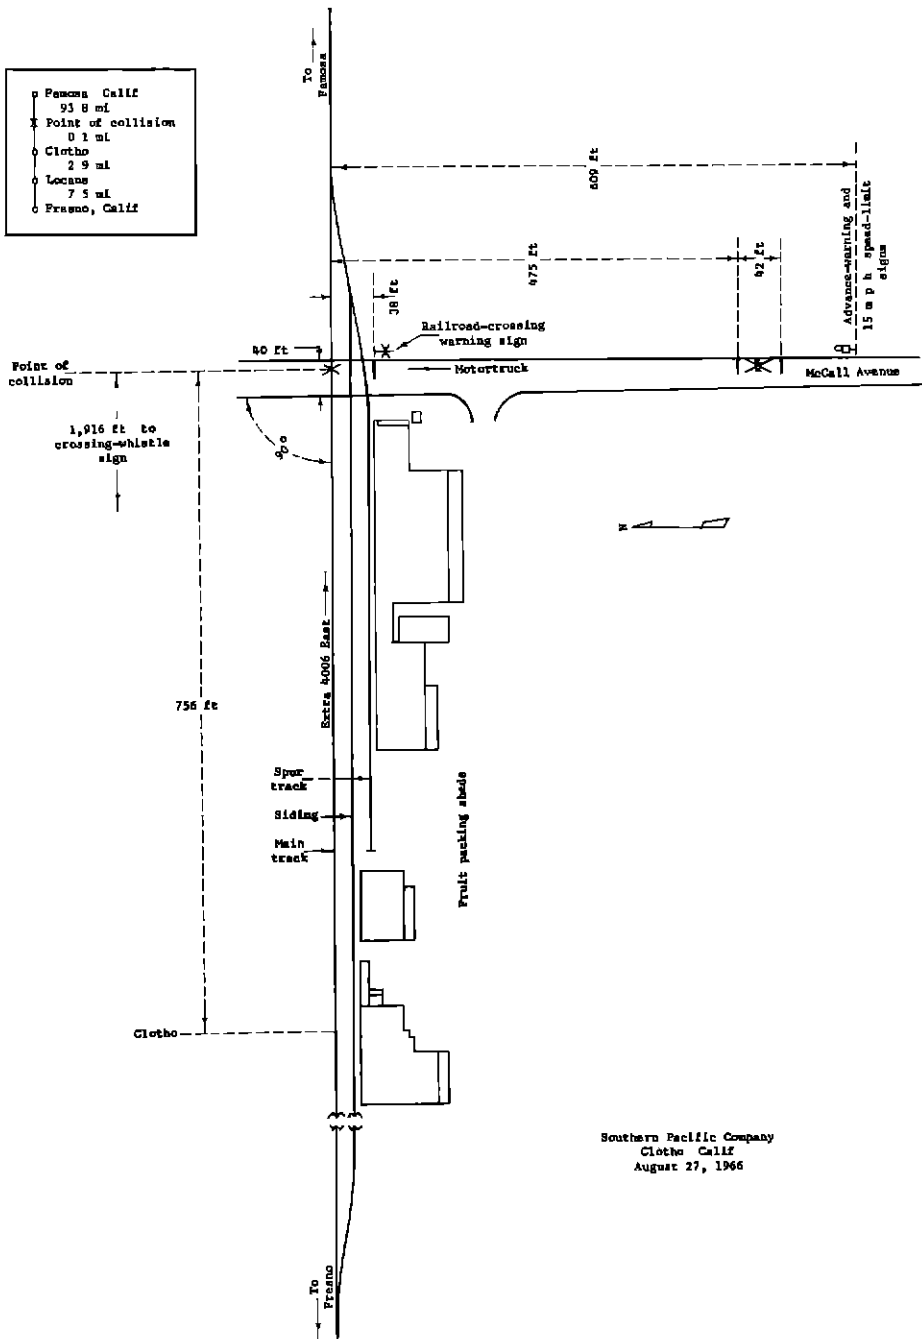 To
Famosa
Famosa Calif
93 8 mi
Point of collision
0 1 mi
Clotho
2 9 mi
Locans
7 5 mi
Fresno, Calif
609 ft
Advance-warning and
15 m p h speed-limit
signs
475 ft
42 ft
38 ft
Railroad-crossing
warning sign
40 ft
Point of
collision
Motortruck
McCall Avenue
1,916 ft to
crossing-whistle
sign
90°
N
Extra 4006 East
756 ft
Spur
track
Siding
Main
track
Fruit packing sheds
Clotho
Southern Pacific Company
Clotho Calif
August 27, 1966
To
Fresno